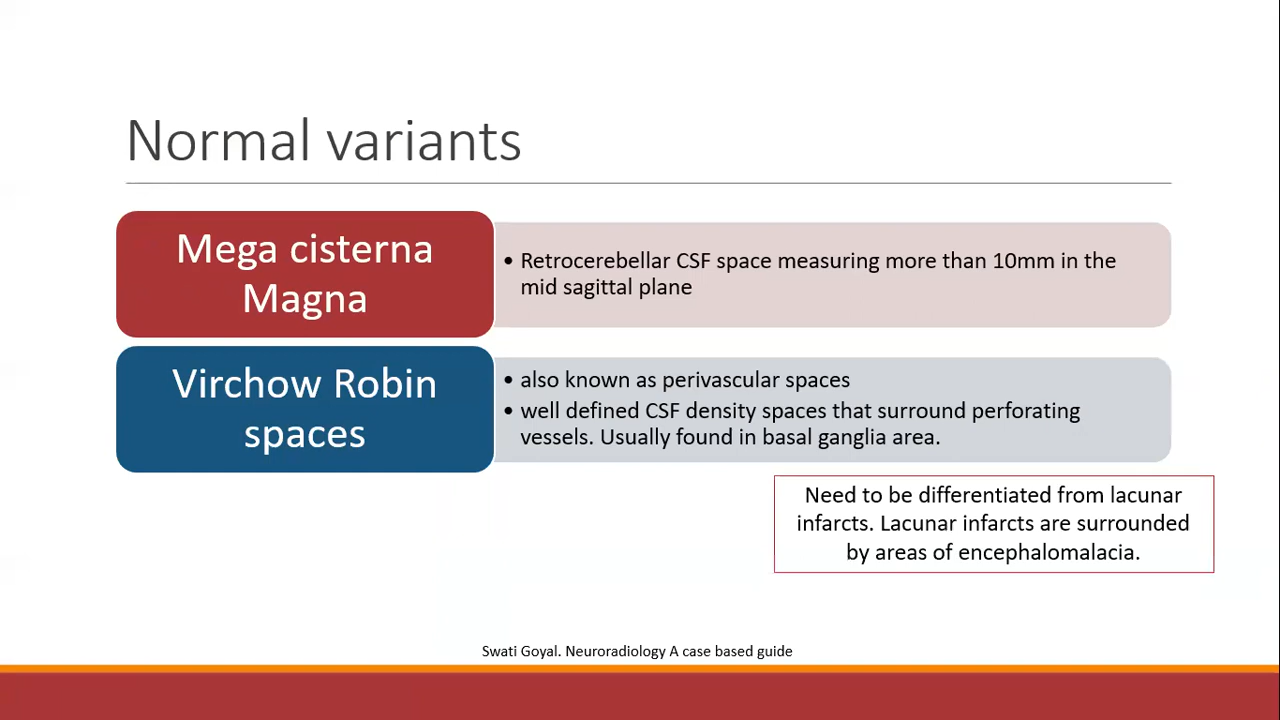 Normal variants
Mega cisterna
Magna
• Retrocerebellar CSF space measuring more than 10mm in the
mid sagittal plane
Virchow Robin
spaces
• also known as perivascular spaces
• well defined CSF density spaces that surround perforating
vessels. Usually found in basal ganglia area.
Need to be differentiated from lacunar
infarcts. Lacunar infarcts are surrounded
by areas of encephalomalacia.
Swati Goyal. Neuroradiology A case based guide